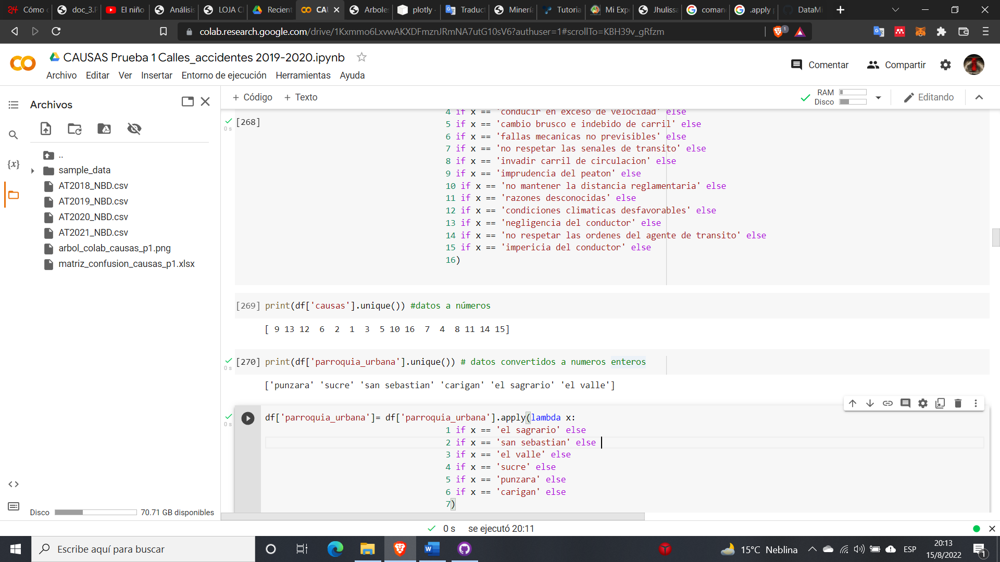 Cómo
doc_3.P
El niño
Análisis
LOJA C
Recient
CAU
Arboles
plotly
Traduct
Minería
Tutoria
Mi Exp
Jhulissa
coman
.apply
DataMi
colab.research.google.com/drive/1Kxmmo6LxvwAKXDFmznJRmNA7utG10sV6?authuser=1#scrollTo=KBH39v_gRfzm
1
CAUSAS Prueba 1 Calles_accidentes 2019-2020.ipynb
Comentar
Compartir
Archivo Editar Ver Insertar Entorno de ejecución Herramientas Ayuda
+ Código + Texto
RAM
Disco
Editando
Archivos
..
sample_data
AT2018_NBD.csv
AT2019_NBD.csv
AT2020_NBD.csv
AT2021_NBD.csv
arbol_colab_causas_p1.png
matriz_confusion_causas_p1.xlsx
{x}
<>
Disco
70.71 GB disponibles
0 s
[268]
4 if x == 'conducir en exceso de velocidad' else
5 if x == 'cambio brusco e indebido de carril' else
6 if x == 'fallas mecanicas no previsibles' else
7 if x == 'no respetar las senales de transito' else
8 if x == 'invadir carril de circulacion' else
9 if x == 'imprudencia del peaton' else
10 if x == 'no mantener la distancia reglamentaria' else
11 if x == 'razones desconocidas' else
12 if x == 'condiciones climaticas desfavorables' else
13 if x == 'negligencia del conductor' else
14 if x == 'no respetar las ordenes del agente de transito' else
15 if x == 'impericia del conductor' else
16)
[269] print(df['causas'].unique()) #datos a números
[ 9 13 12  6  2  1  3  5 10 16  7  4  8 11 14 15]
0 s
[270] print(df['parroquia_urbana'].unique()) # datos convertidos a numeros enteros
['punzara' 'sucre' 'san sebastian' 'carigan' 'el sagrario' 'el valle']
0 s
df['parroquia_urbana']= df['parroquia_urbana'].apply(lambda x:
1 if x == 'el sagrario' else
2 if x == 'san sebastian' else
3 if x == 'el valle' else
4 if x == 'sucre' else
5 if x == 'punzara' else
6 if x == 'carigan' else
7)
0 s se ejecutó 20:11
Escribe aquí para buscar
15°C Neblina
ESP
20:13
15/8/2022
1